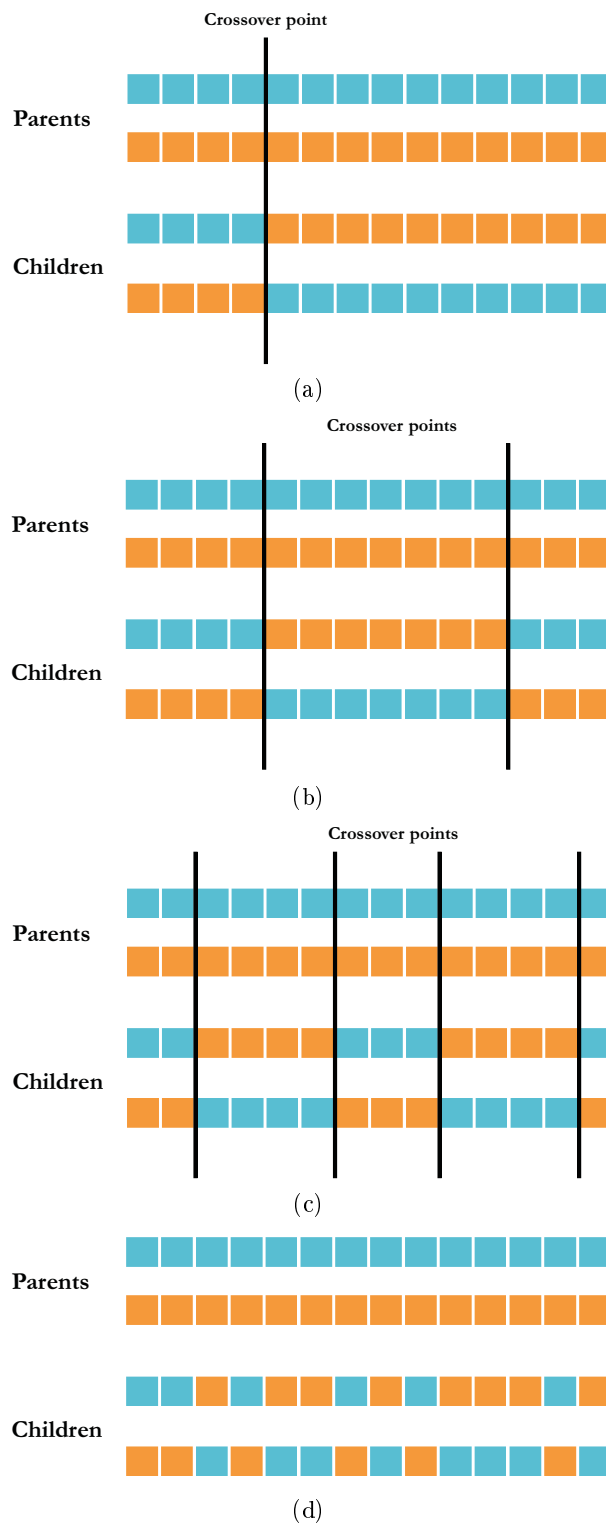 Crossover point
Parents
Children
(a)
Crossover points
Parents
Children
(b)
Crossover points
Parents
Children
(c)
Parents
Children
(d)